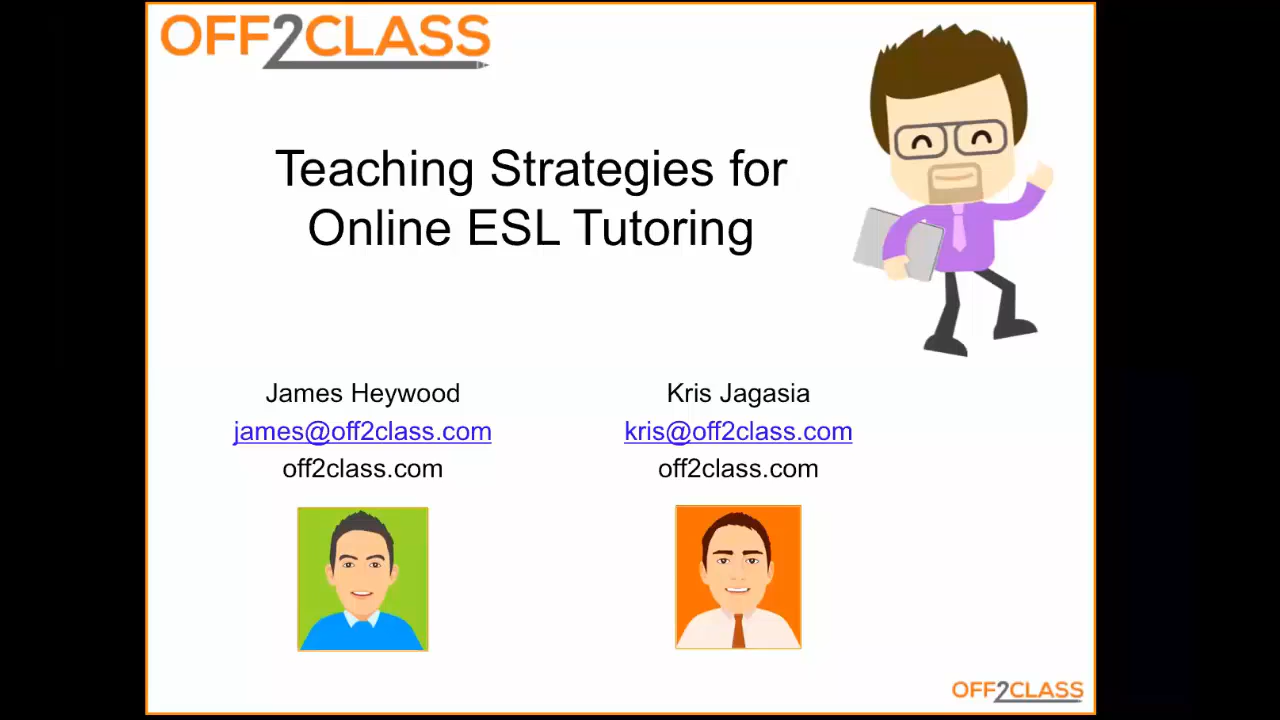 OFF2CLASS
Teaching Strategies for
Online ESL Tutoring
James Heywood
james@off2class.com
off2class.com
Kris Jagasia
kris@off2class.com
off2class.com
OFF2CLASS